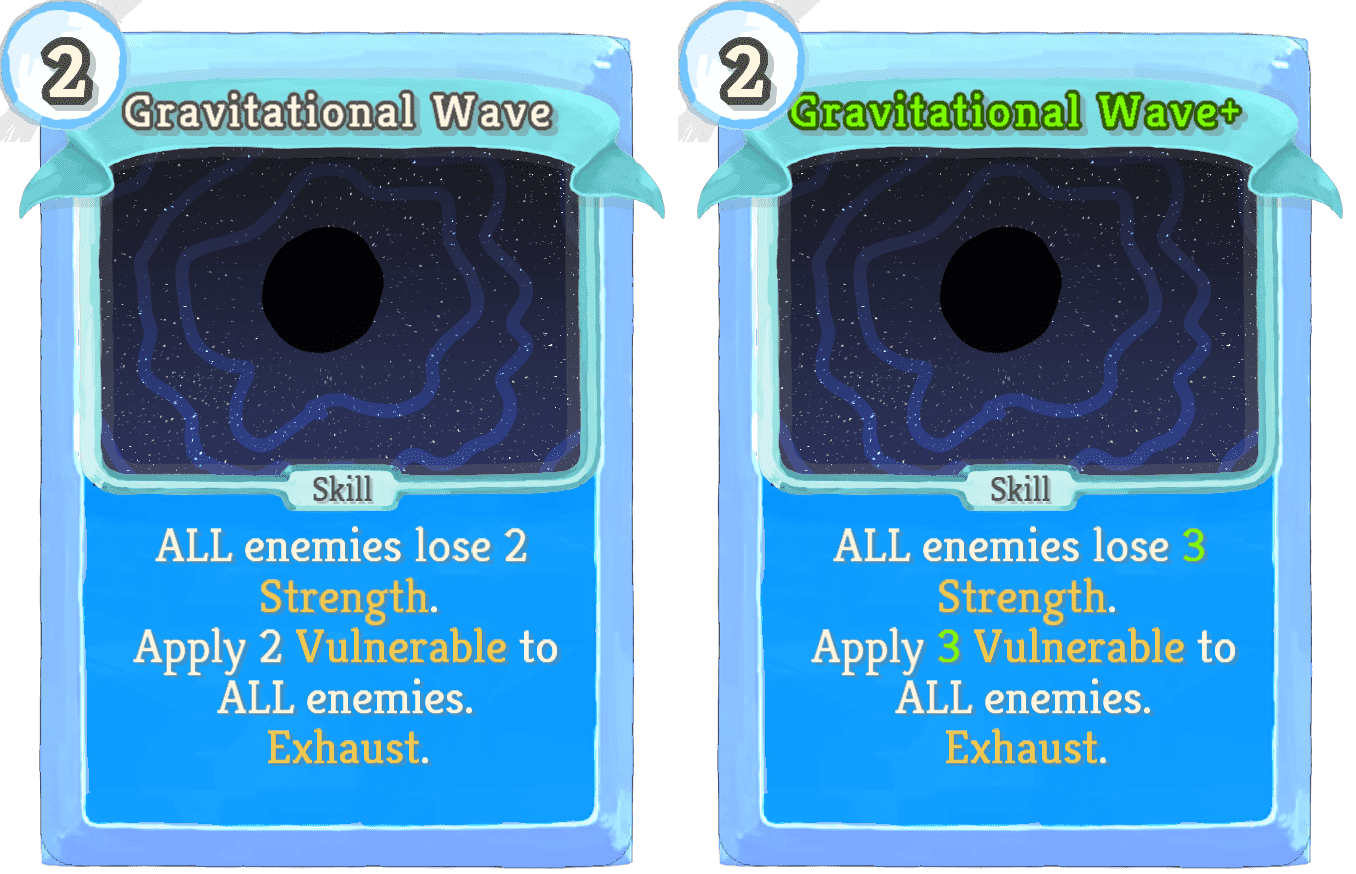 2
Gravitational Wave
Skill
ALL enemies lose 2
Strength.
Apply 2 Vulnerable to
ALL enemies.
Exhaust.
2
Gravitational Wave+
Skill
ALL enemies lose 3
Strength.
Apply 3 Vulnerable to
ALL enemies.
Exhaust.